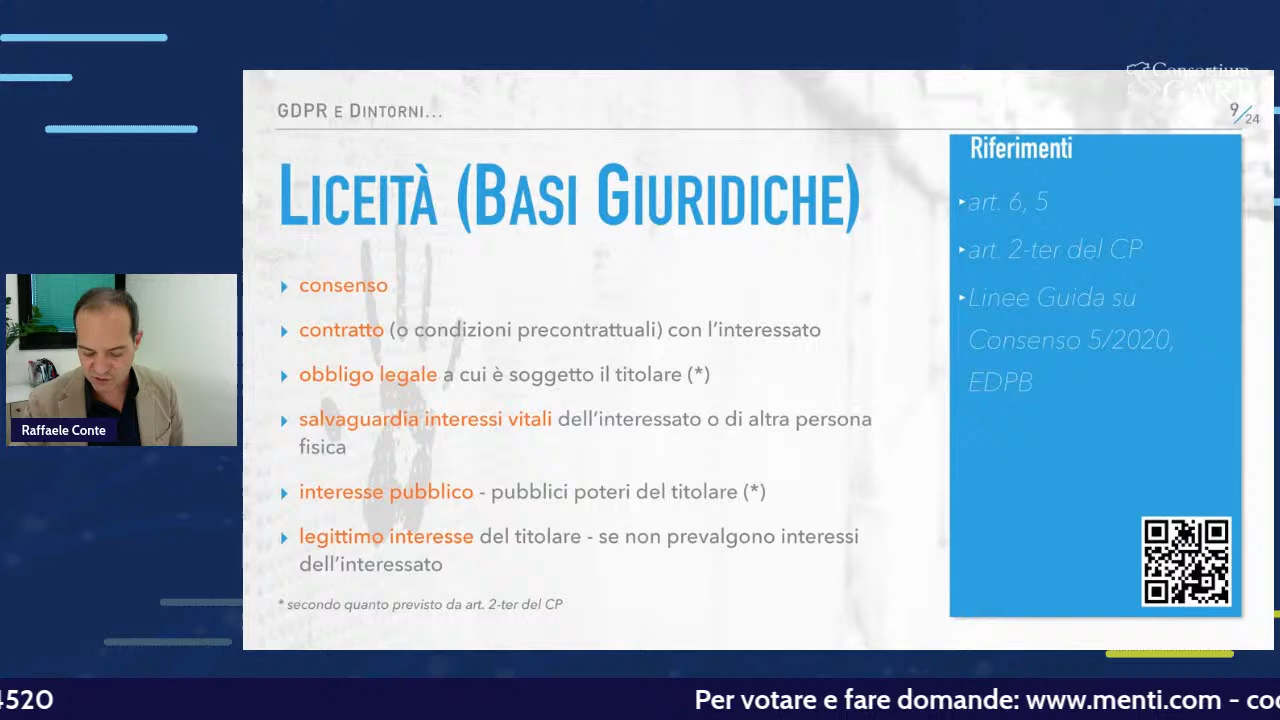 Consortium
GARR
GDPR E DINTORNI...
9/24
LICEITÀ (BASI GIURIDICHE)
consenso
contratto (o condizioni precontrattuali) con l'interessato
obbligo legale a cui è soggetto il titolare (*)
salvaguardia interessi vitali dell'interessato o di altra persona
fisica
interesse pubblico - pubblici poteri del titolare (*)
legittimo interesse del titolare - se non prevalgono interessi
dell'interessato
* secondo quanto previsto da art. 2-ter del CP
Riferimenti
art. 6, 5
art. 2-ter del CP
Linee Guida su
Consenso 5/2020,
EDPB
Raffaele Conte
4520 Per votare e fare domande: www.menti.com - co